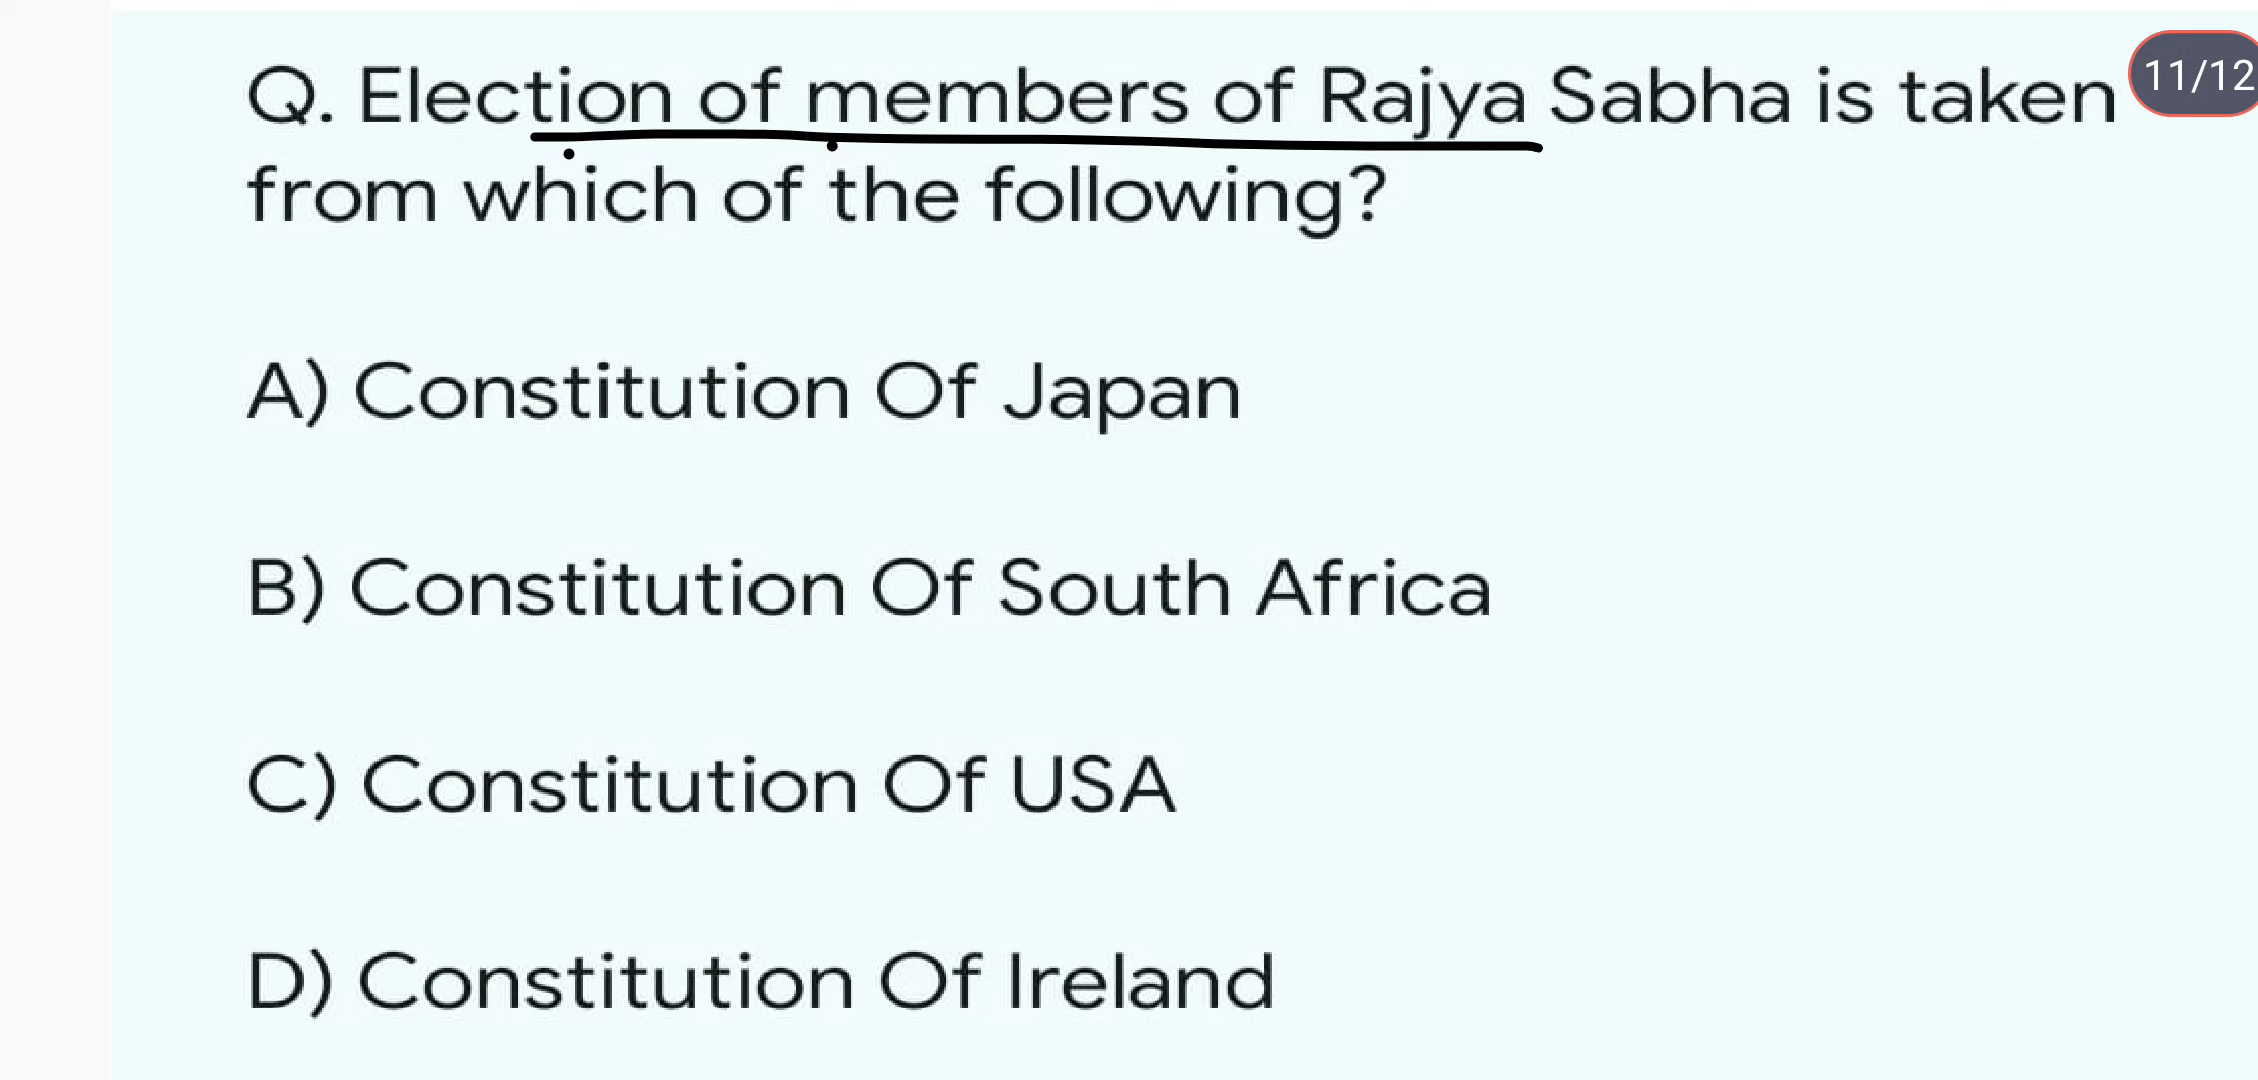 Q. Election of members of Rajya Sabha is taken
11/12
from which of the following?
A) Constitution Of Japan
B) Constitution Of South Africa
C) Constitution Of USA
D) Constitution Of Ireland